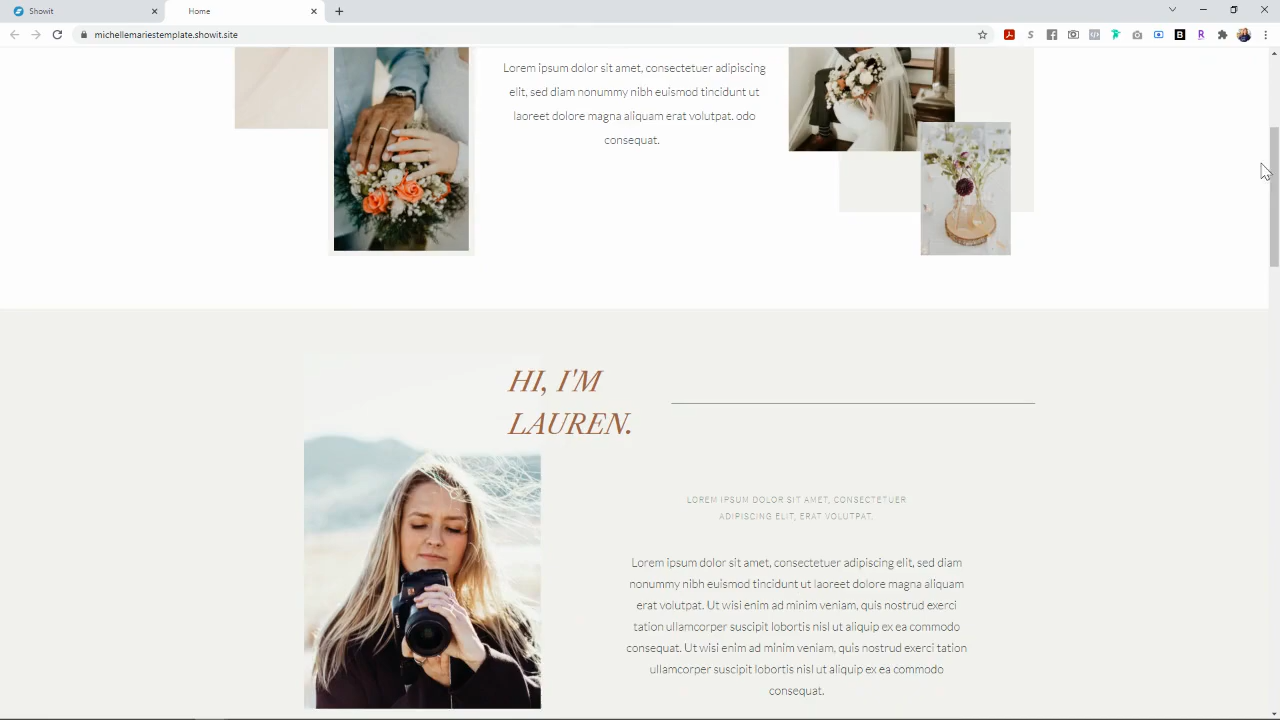 Showit
Home
michellemariestemplate.showit.site
Lorem ipsum dolor sit amet, consectetuer adipiscing
elit, sed diam nonummy nibh euismod tincidunt ut
laoreet dolore magna aliquam erat volutpat. odo
consequat.
HI, I'M
LAUREN.
LOREM IPSUM DOLOR SIT AMET, CONSECTETUER
ADIPISCING ELIT, ERAT VOLUTPAT.
Lorem ipsum dolor sit amet, consectetuer adipiscing elit, sed diam
nonummy nibh euismod tincidunt ut laoreet dolore magna aliquam
erat volutpat. Ut wisi enim ad minim veniam, quis nostrud exerci
tation ullamcorper suscipit lobortis nisl ut aliquip ex ea commodo
consequat. Ut wisi enim ad minim veniam, quis nostrud exerci tation
ullamcorper suscipit lobortis nisl ut aliquip ex ea commodo
consequat.